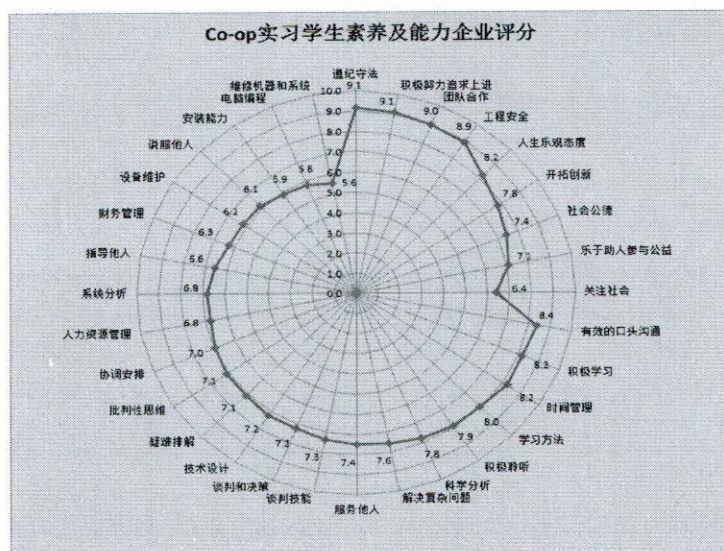 Co-op实习学生素养及能力企业评分
遵纪守法
积极努力追求上进
团队合作
工程安全
人生乐观态度
开拓创新
社会公德
乐于助人参与公益
关注社会
有效的口头沟通
积极学习
时间管理
学习方法
积极聆听
科学分析
解决复杂问题
服务他人
谈判技能
谈判和决策
技术设计
疑难排解
批判性思维
协调安排
人力资源管理
系统分析
指导他人
财务管理
设备维护
说服他人
安装能力
电脑编程
维修机器和系统
10.0
9.0
8.0
7.0
6.0
5.0
4.0
3.0
2.0
1.0
0.0
9.1
9.1
9.0
8.9
8.2
7.8
7.4
7.1
6.4
8.4
8.2
8.0
7.9
7.8
7.6
7.4
7.3
7.2
7.2
7.1
7.1
7.0
6.8
6.8
6.6
6.3
6.2
6.1
5.9
5.8
5.6